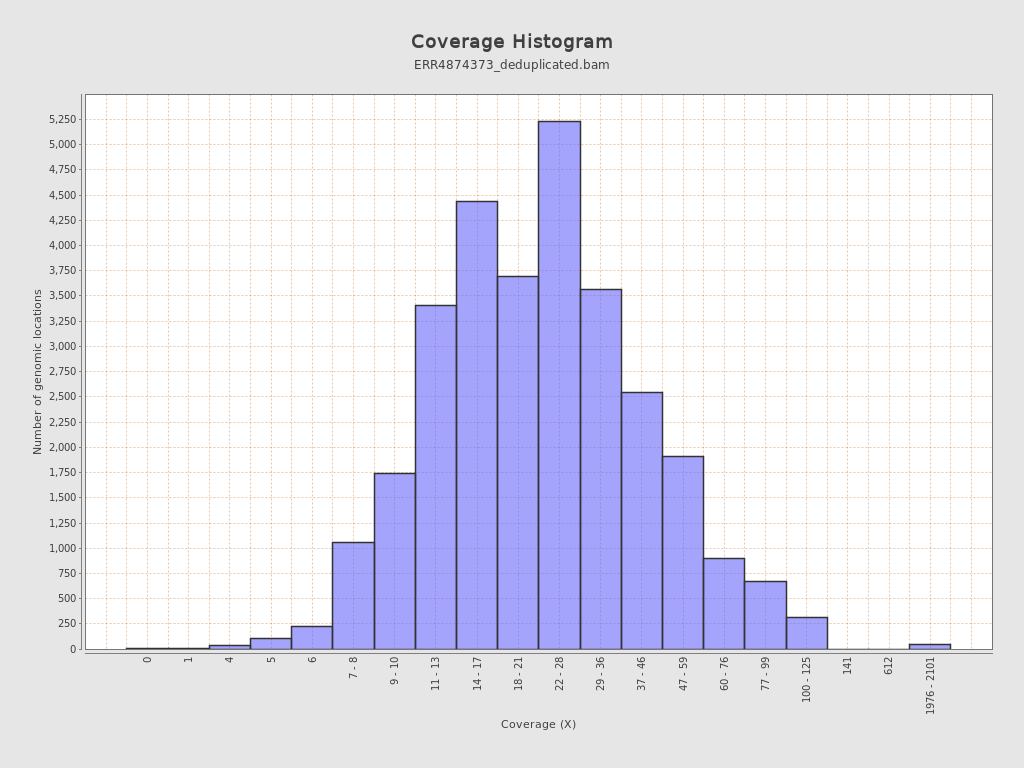 Coverage Histogram
ERR4874373_deduplicated.bam
Number of genomic locations
5,250
5,000
4,750
4,500
4,250
4,000
3,750
3,500
3,250
3,000
2,750
2,500
2,250
2,000
1,750
1,500
1,250
1,000
750
500
250
0
0
1
4
5
6
7 - 8
9 - 10
11 - 13
14 - 17
18 - 21
22 - 28
29 - 36
37 - 46
47 - 59
60 - 76
77 - 99
100 - 125
141
612
1976 - 2101
Coverage (X)